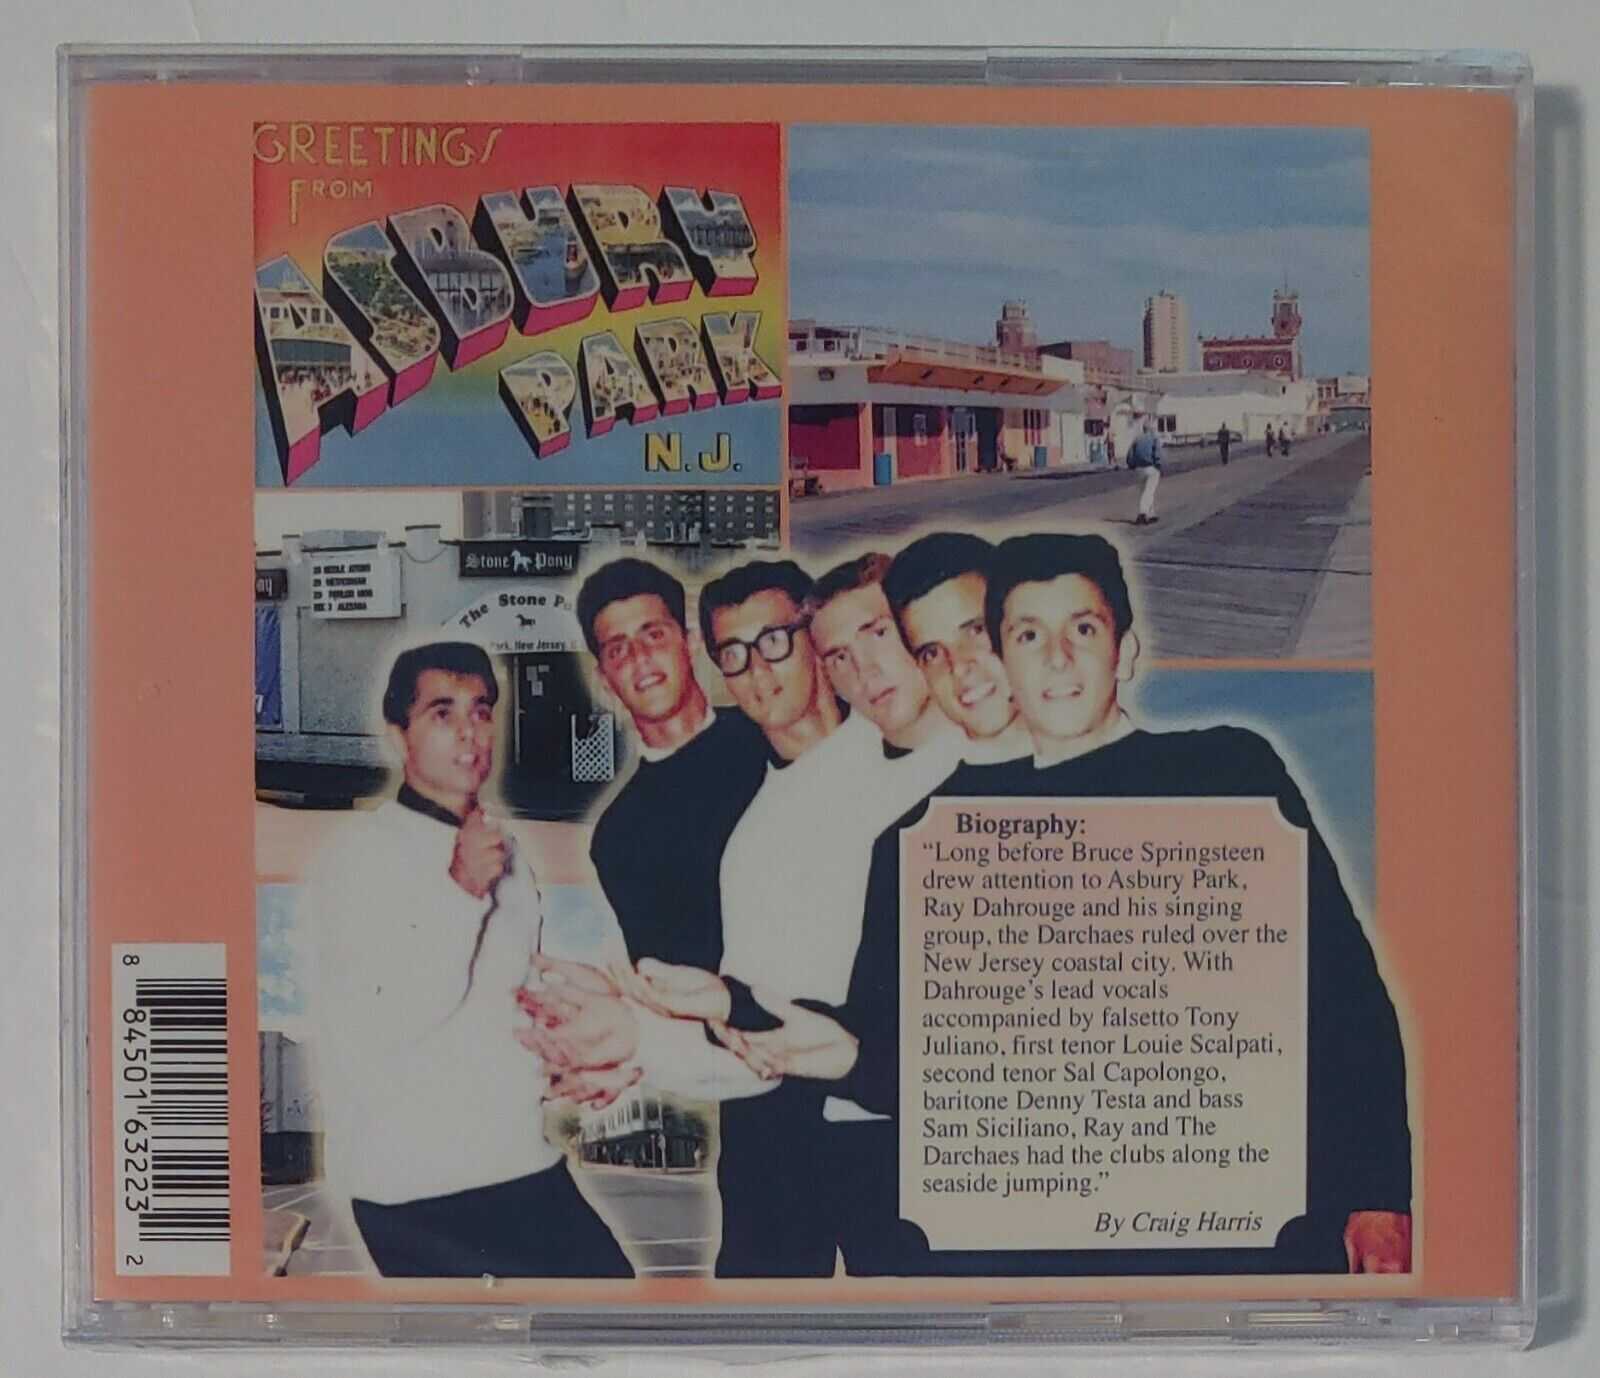 GREETINGS
FROM
ASBURY
PARK
N.J.
Stone Pony
The Stone P
Park, New Jersey
Biography:
“Long before Bruce Springsteen
drew attention to Asbury Park,
Ray Dahrouge and his singing
group, the Darchaes ruled over the
New Jersey coastal city. With
Dahrouge’s lead vocals
accompanied by falsetto Tony
Juliano, first tenor Louie Scalpati,
second tenor Sal Capolongo,
baritone Denny Testa and bass
Sam Siciliano, Ray and The
Darchaes had the clubs along the
seaside jumping.”
By Craig Harris
8 84501 63223 2